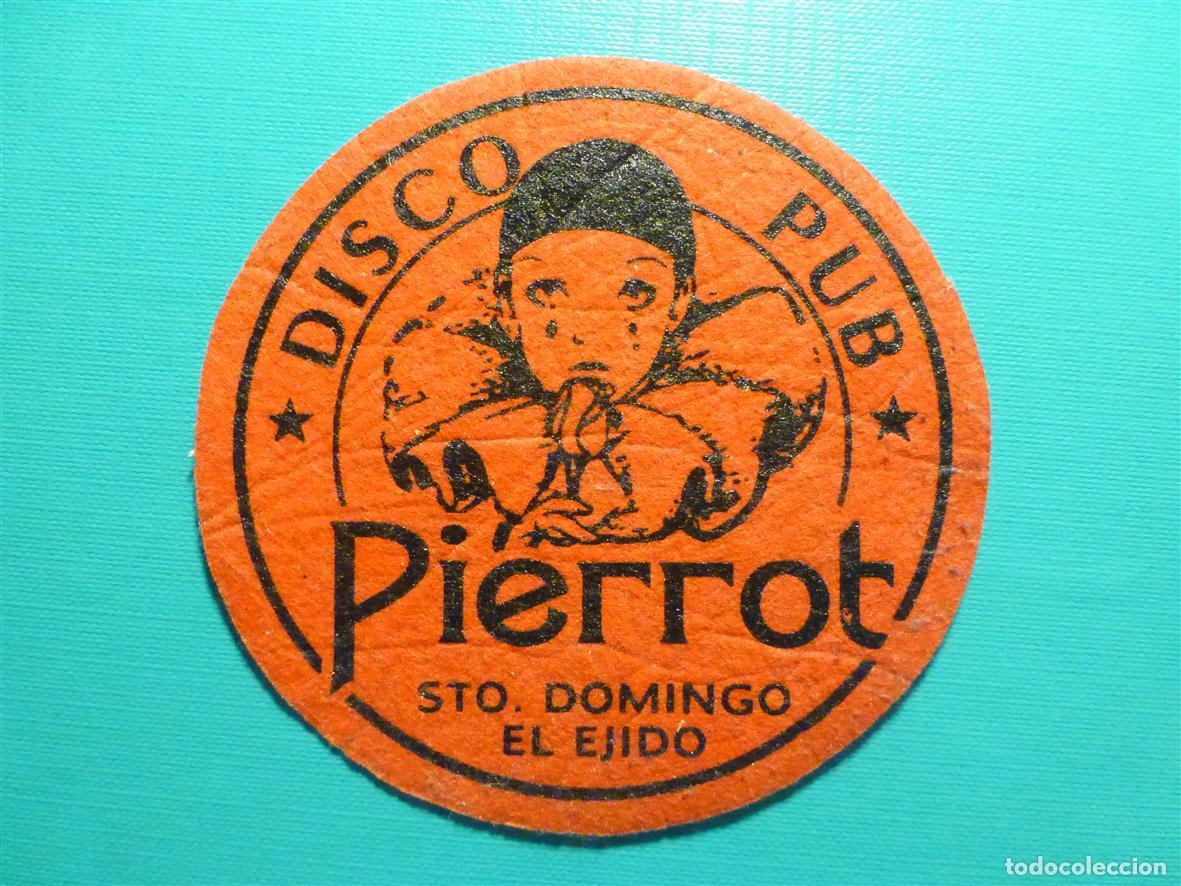 DISCO PUB
Pierrot
STO. DOMINGO
EL EJIDO
todocoleccion